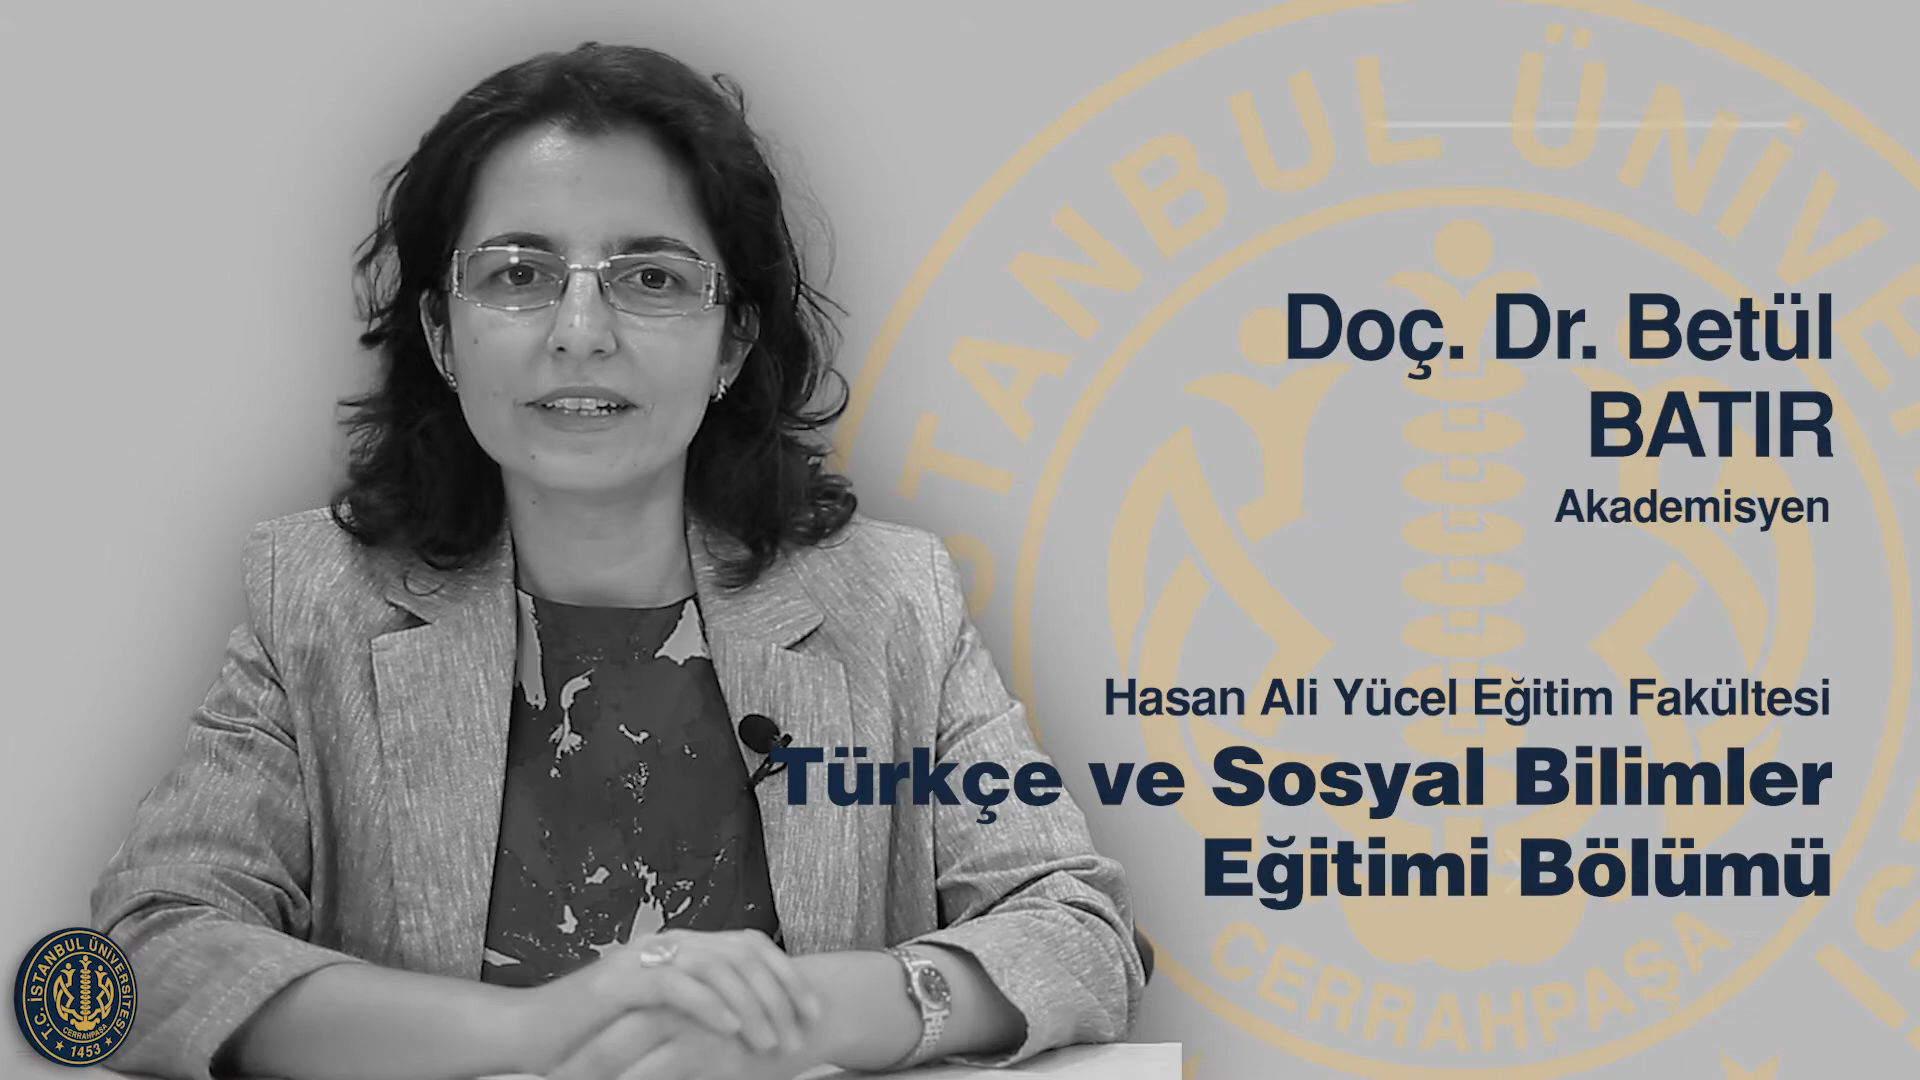 Doç. Dr. Betül
BATIR
Akademisyen
Hasan Ali Yücel Eğitim Fakültesi
Türkçe ve Sosyal Bilimler
Eğitimi Bölümü
İSTANBUL ÜNİVE
CERRAHPAŞA
T.C. İSTANBUL ÜNİVERSİTESİ
CERRAHPAŞA
1453